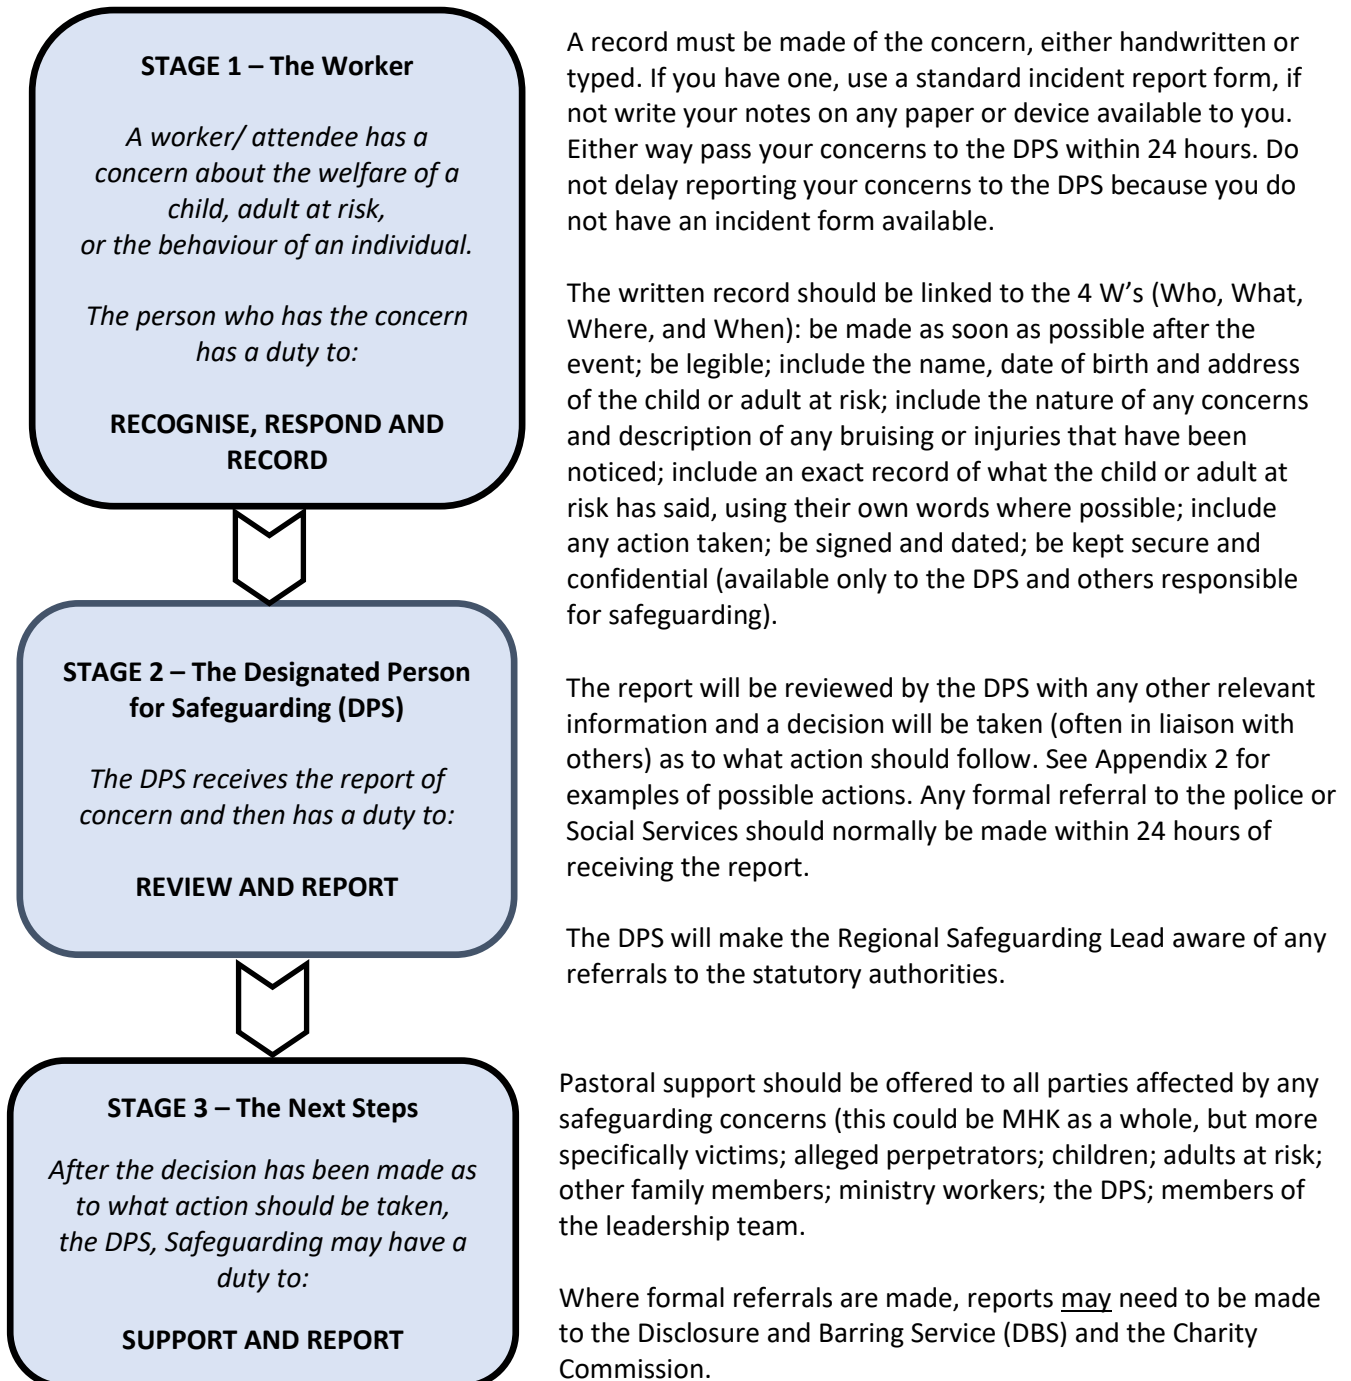 STAGE 1 – The Worker
A worker/ attendee has a
concern about the welfare of a
child, adult at risk,
or the behaviour of an individual.
The person who has the concern
has a duty to:
RECOGNISE, RESPOND AND
RECORD
A record must be made of the concern, either handwritten or
typed. If you have one, use a standard incident report form, if
not write your notes on any paper or device available to you.
Either way pass your concerns to the DPS within 24 hours. Do
not delay reporting your concerns to the DPS because you do
not have an incident form available.
The written record should be linked to the 4 W’s (Who, What,
Where, and When): be made as soon as possible after the
event; be legible; include the name, date of birth and address
of the child or adult at risk; include the nature of any concerns
and description of any bruising or injuries that have been
noticed; include an exact record of what the child or adult at
risk has said, using their own words where possible; include
any action taken; be signed and dated; be kept secure and
confidential (available only to the DPS and others responsible
for safeguarding).
STAGE 2 – The Designated Person
for Safeguarding (DPS)
The DPS receives the report of
concern and then has a duty to:
REVIEW AND REPORT
The report will be reviewed by the DPS with any other relevant
information and a decision will be taken (often in liaison with
others) as to what action should follow. See Appendix 2 for
examples of possible actions. Any formal referral to the police or
Social Services should normally be made within 24 hours of
receiving the report.
The DPS will make the Regional Safeguarding Lead aware of any
referrals to the statutory authorities.
STAGE 3 – The Next Steps
After the decision has been made as
to what action should be taken,
the DPS, Safeguarding may have a
duty to:
SUPPORT AND REPORT
Pastoral support should be offered to all parties affected by any
safeguarding concerns (this could be MHK as a whole, but more
specifically victims; alleged perpetrators; children; adults at risk;
other family members; ministry workers; the DPS; members of
the leadership team.
Where formal referrals are made, reports may need to be made
to the Disclosure and Barring Service (DBS) and the Charity
Commission.